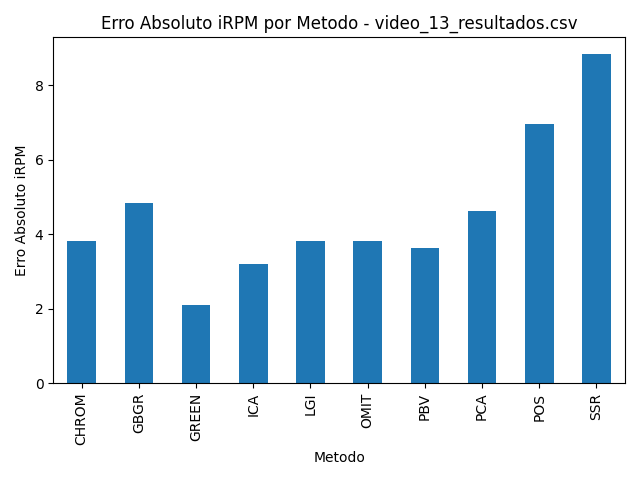 Erro Absoluto iRPM por Metodo - video_13_resultados.csv
Erro Absoluto iRPM
8
6
4
2
0
CHROM
GBGR
GREEN
ICA
LGI
OMIT
PBV
PCA
POS
SSR
Metodo